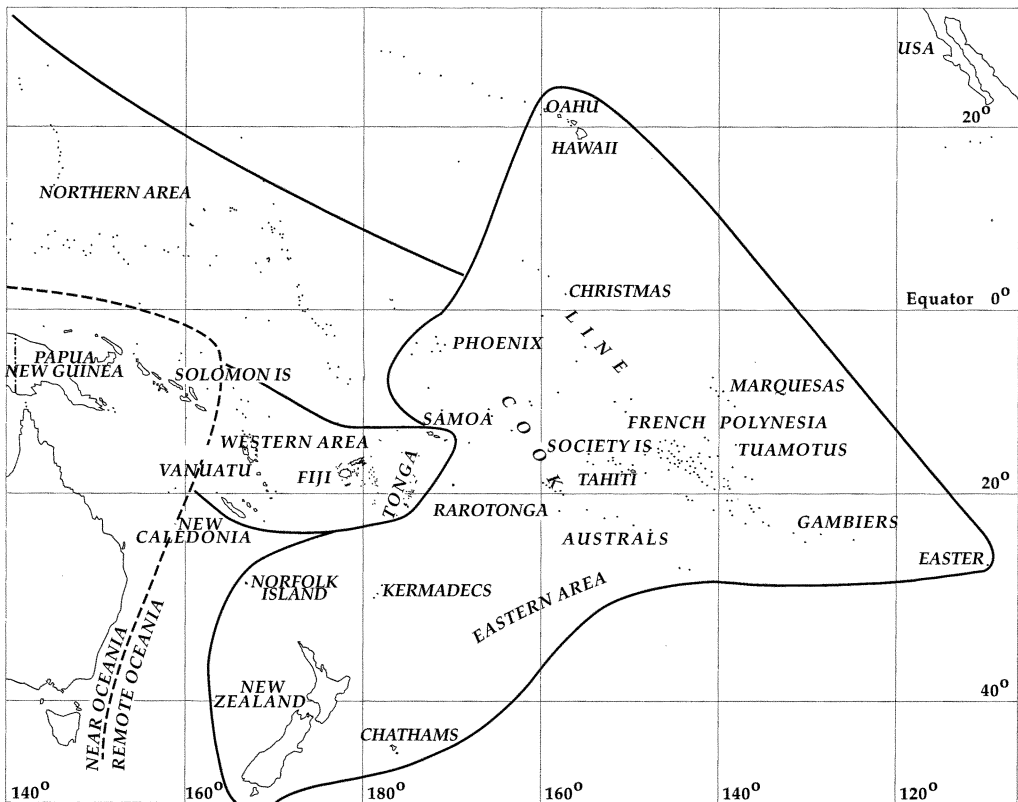 USA
OAHU
20°
HAWAII
NORTHERN AREA
CHRISTMAS
Equator 0°
LINE
PHOENIX
PAPUA
NEW GUINEA
SOLOMON IS
MARQUESAS
COOK
SAMOA
FRENCH POLYNESIA
WESTERN AREA
SOCIETY IS
TUAMOTUS
VANUATU
FIJI
TONGA
TAHITI
20°
RAROTONGA
NEW
CALEDONIA
GAMBIERS
AUSTRALS
EASTER
NORFOLK
ISLAND
KERMADECS
EASTERN AREA
NEAR OCEANIA
REMOTE OCEANIA
NEW
ZEALAND
40°
CHATHAMS
140°
160°
180°
160°
140°
120°